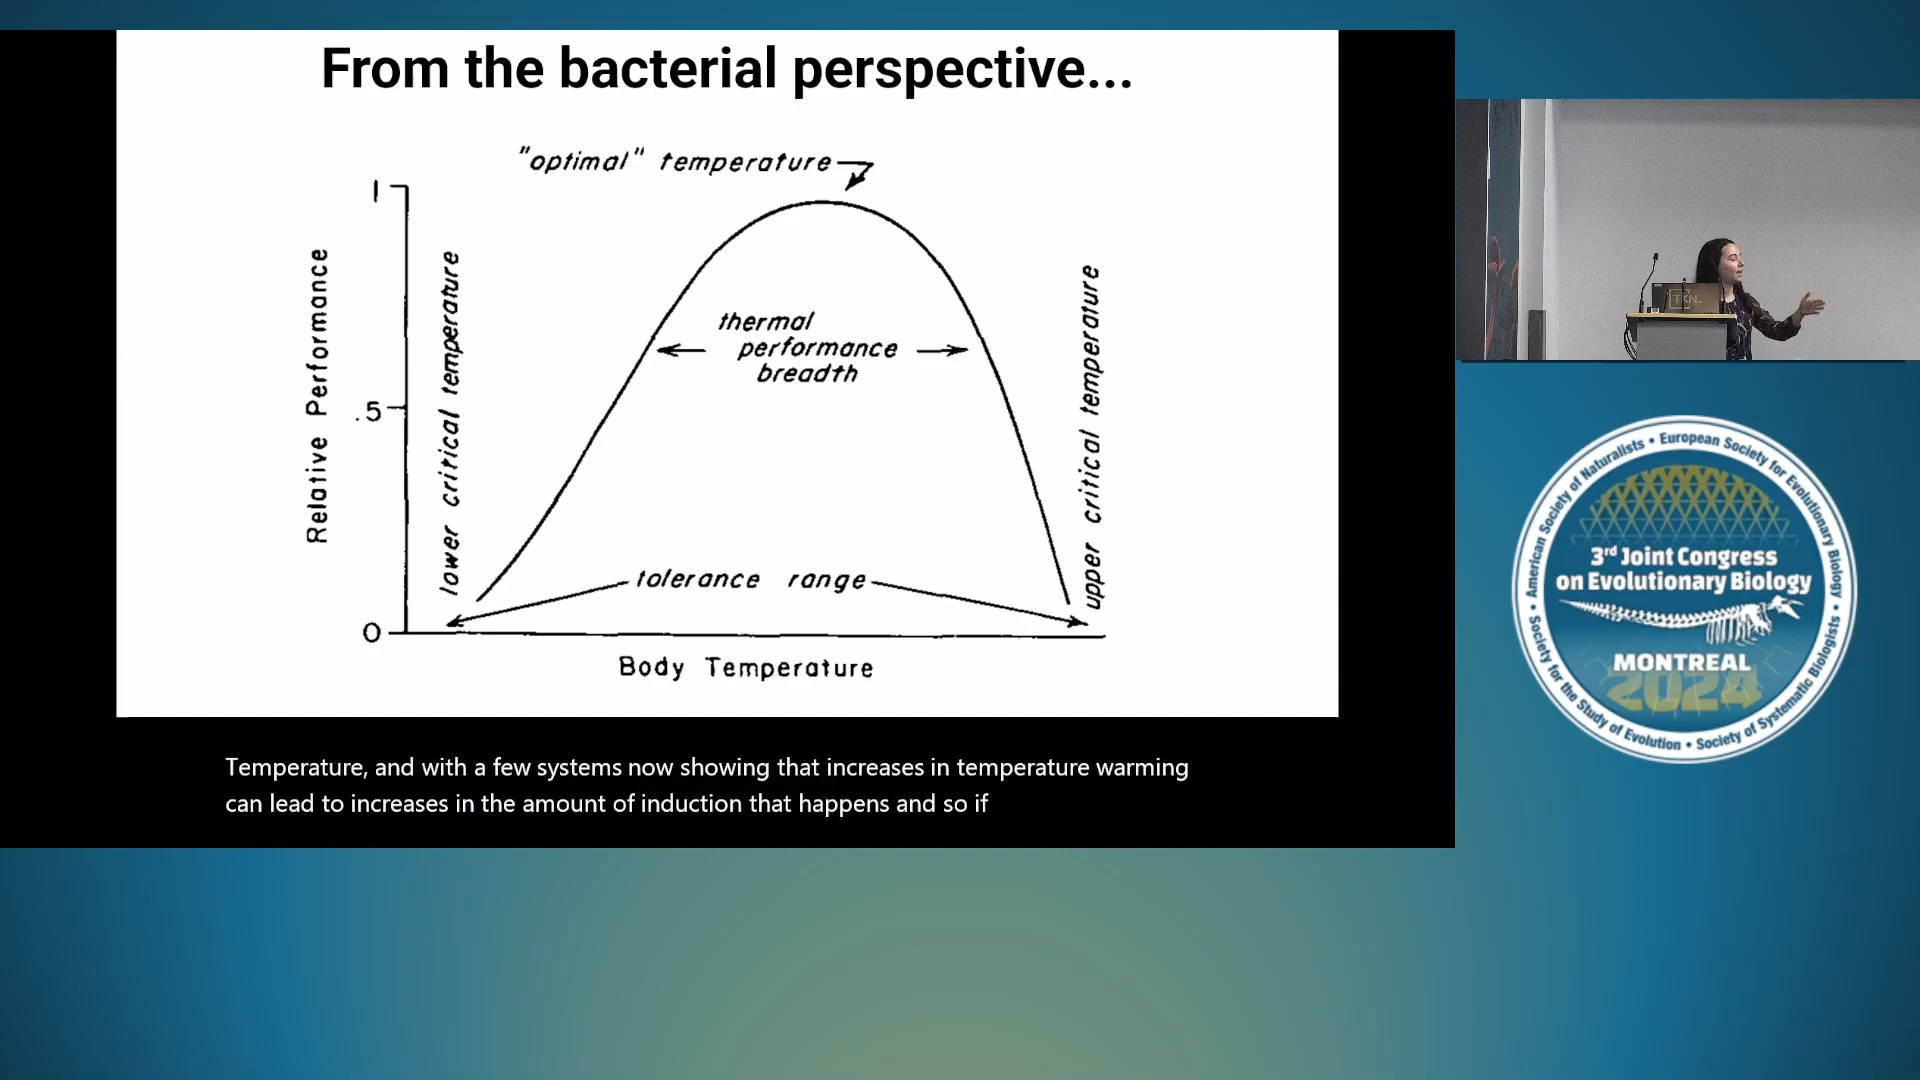 From the bacterial perspective...
"optimal" temperature
1
.5
0
Relative Performance
lower critical temperature
thermal
performance
breadth
upper critical temperature
tolerance range
Body Temperature
Temperature, and with a few systems now showing that increases in temperature warming
can lead to increases in the amount of induction that happens and so if
TKNL
• American Society of Naturalists • European Society for Evolutionary Biology • Society of Systematic Biologists • Society for the Study of Evolution
3rd Joint Congress
on Evolutionary Biology
MONTREAL
2024